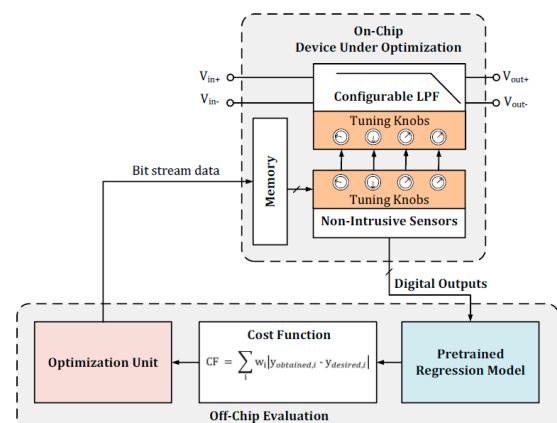 On-Chip
Device Under Optimization
Vin+
Vout+
Configurable LPF
Vin-
Vout-
Tuning Knobs
Bit stream data
Memory
Tuning Knobs
Non-Intrusive Sensors
Digital Outputs
Optimization Unit
Cost Function
CF = ∑i wi|yobtained,i - ydesired,i|
Pretrained
Regression Model
Off-Chip Evaluation